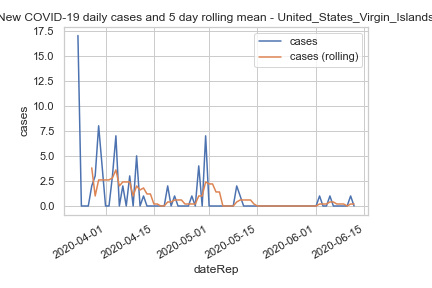 New COVID-19 daily cases and 5 day rolling mean - United_States_Virgin_Islands
cases
cases (rolling)
17.5
15.0
12.5
10.0
7.5
5.0
2.5
0.0
cases
2020-04-01
2020-04-15
2020-05-01
2020-05-15
2020-06-01
2020-06-15
dateRep